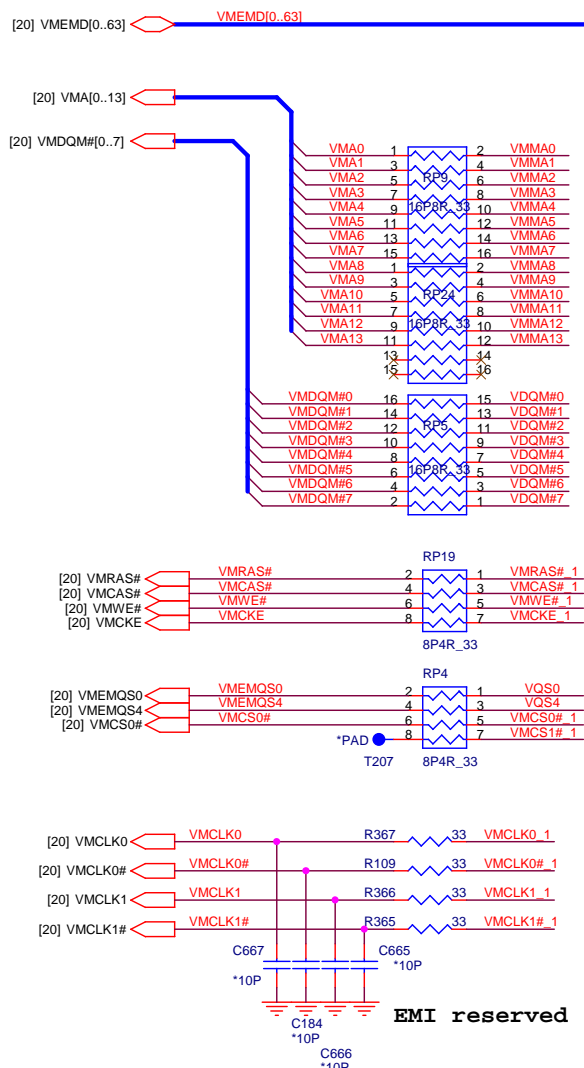 [20] VMEMD[0..63] VMEMD[0..63]
[20] VMA[0..13]
[20] VMDQM#[0..7]
VMA0 1 2 VMMA0
VMA1 3 4 VMMA1
RP9
VMA2 5 6 VMMA2
VMA3 7 8 VMMA3
16P8R_33
VMA4 9 10 VMMA4
VMA5 11 12 VMMA5
VMA6 13 14 VMMA6
VMA7 15 16 VMMA7
VMA8 1 2 VMMA8
VMA9 3 4 VMMA9
RP24
VMA10 5 6 VMMA10
VMA11 7 8 VMMA11
16P8R_33
VMA12 9 10 VMMA12
VMA13 11 12 VMMA13
13 14
15 16
VMDQM#0 16 15 VDQM#0
VMDQM#1 14 13 VDQM#1
RP5
VMDQM#2 12 11 VDQM#2
VMDQM#3 10 9 VDQM#3
VMDQM#4 8 7 VDQM#4
16P8R_33
VMDQM#5 6 5 VDQM#5
VMDQM#6 4 3 VDQM#6
VMDQM#7 2 1 VDQM#7
RP19
[20] VMRAS# VMRAS# 2 1 VMRAS#_1
[20] VMCAS# VMCAS# 4 3 VMCAS#_1
[20] VMWE# VMWE# 6 5 VMWE#_1
[20] VMCKE VMCKE 8 7 VMCKE_1
8P4R_33
RP4
[20] VMEMQS0 VMEMQS0 2 1 VQS0
[20] VMEMQS4 VMEMQS4 4 3 VQS4
[20] VMCS0# VMCS0# 6 5 VMCS0#_1
*PAD 8 7 VMCS1#_1
T207 8P4R_33
[20] VMCLK0 VMCLK0 R367 33 VMCLK0_1
[20] VMCLK0# VMCLK0# R109 33 VMCLK0#_1
[20] VMCLK1 VMCLK1 R366 33 VMCLK1_1
[20] VMCLK1# VMCLK1# R365 33 VMCLK1#_1
C667 C665
*10P *10P
EMI reserved
C184
*10P
C666
*10P